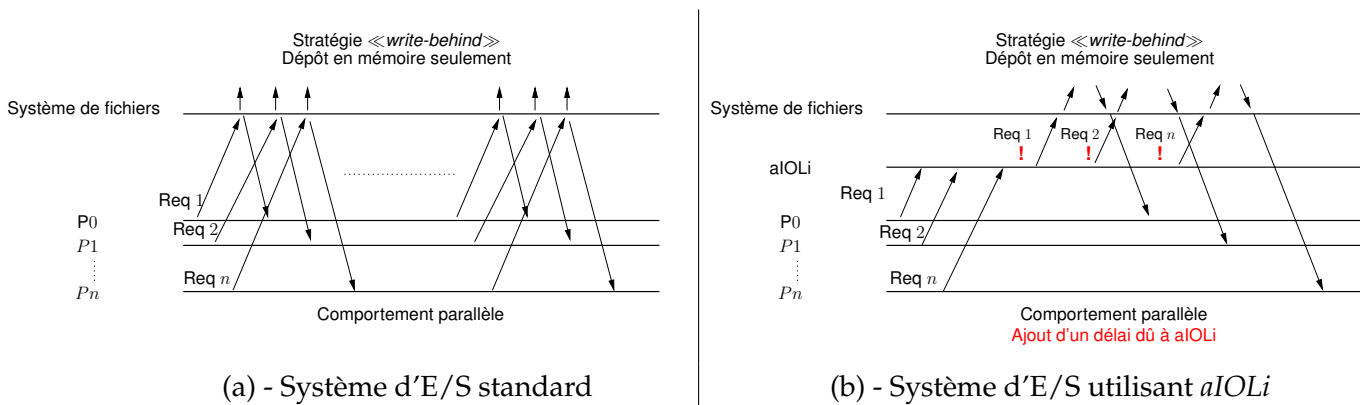 Stratégie ≪write-behind≫
Dépôt en mémoire seulement
Système de fichiers
Req 1
P0
Req 2
P1
Req n
Pn
Comportement parallèle
(a) - Système d'E/S standard
Stratégie ≪write-behind≫
Dépôt en mémoire seulement
Système de fichiers
Req 1
Req 2
Req n
! ! !
aIOLi
Req 1
P0
Req 2
P1
Req n
Pn
Comportement parallèle
Ajout d'un délai dû à aIOLi
(b) - Système d'E/S utilisant aIOLi